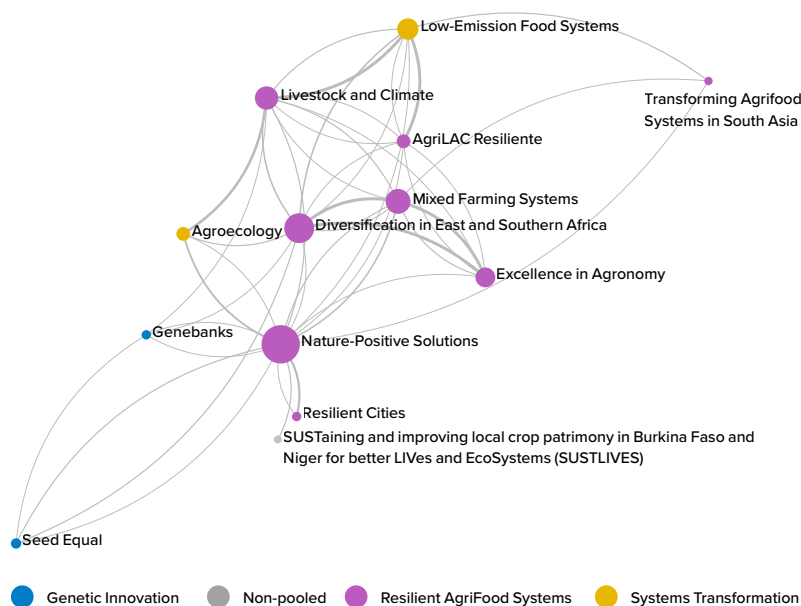 Low-Emission Food Systems
Livestock and Climate
Transforming Agrifood
Systems in South Asia
AgriLAC Resiliente
Mixed Farming Systems
Agroecology
Diversification in East and Southern Africa
Excellence in Agronomy
Genebanks
Nature-Positive Solutions
Resilient Cities
SUSTaining and improving local crop patrimony in Burkina Faso and
Niger for better LIVes and EcoSystems (SUSTLIVES)
Seed Equal
Genetic Innovation
Non-pooled
Resilient AgriFood Systems
Systems Transformation